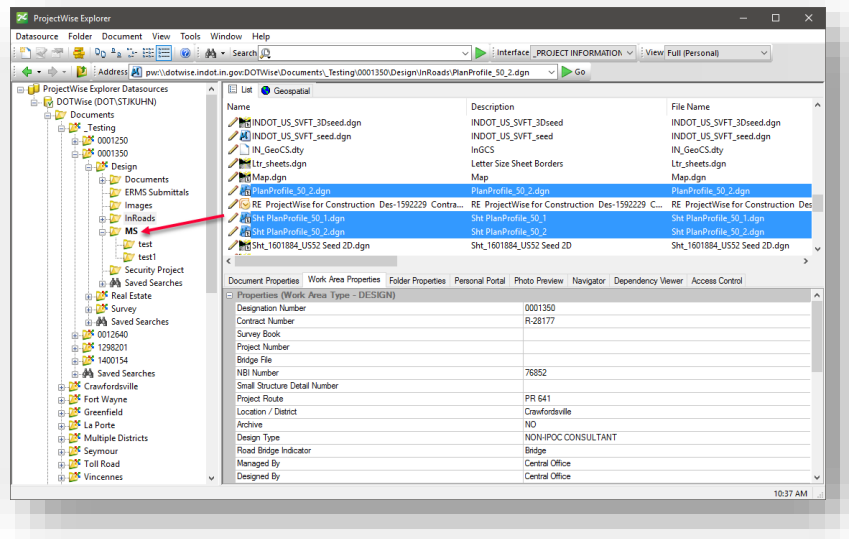 ProjectWise Explorer
Datasource Folder Document View Tools Window Help
Search Interface _PROJECT INFORMATION View Full (Personal)
Address pw:\\dotwise.indot.in.gov:DOTWise\Documents\_Testing\0001350\Design\InRoads\PlanProfile_50_2.dgn Go
ProjectWise Explorer Datasources
DOTWise (DOT\STJKUHN)
Documents
_Testing
0001250
0001350
Design
Documents
ERMS Submittals
Images
InRoads
MS
test
test1
Security Project
Saved Searches
Real Estate
Survey
Saved Searches
0012640
1298201
1400154
Saved Searches
Crawfordsville
Fort Wayne
Greenfield
La Porte
Multiple Districts
Seymour
Toll Road
Vincennes
List Geospatial
Name Description File Name
INDOT_US_SVFT_3Dseed.dgn INDOT_US_SVFT_3Dseed INDOT_US_SVFT_3Dseed.dgn
INDOT_US_SVFT_seed.dgn INDOT_US_SVFT_seed INDOT_US_SVFT_seed.dgn
IN_GeoCS.dty InGCS IN_GeoCS.dty
Ltr_sheets.dgn Letter Size Sheet Borders Ltr_sheets.dgn
Map.dgn Map Map.dgn
PlanProfile_50_2.dgn PlanProfile_50_2 PlanProfile_50_2.dgn
RE ProjectWise for Construction Des-1592229 Contra... RE ProjectWise for Construction Des-1592229 C... RE ProjectWise for Construction Des
Sht PlanProfile_50_1.dgn Sht PlanProfile_50_1 Sht PlanProfile_50_1.dgn
Sht PlanProfile_50_2.dgn Sht PlanProfile_50_2 Sht PlanProfile_50_2.dgn
Sht_1601884_US52 Seed 2D.dgn Sht_1601884_US52 Seed 2D Sht_1601884_US52 Seed 2D.dgn
Document Properties Work Area Properties Folder Properties Personal Portal Photo Preview Navigator Dependency Viewer Access Control
Properties (Work Area Type - DESIGN)
Designation Number 0001350
Contract Number R-28177
Survey Book
Project Number
Bridge File
NBI Number 76852
Small Structure Detail Number
Project Route PR 641
Location / District Crawfordsville
Archive NO
Design Type NON-IPOC CONSULTANT
Road Bridge Indicator Bridge
Managed By Central Office
Designed By Central Office
10:37 AM